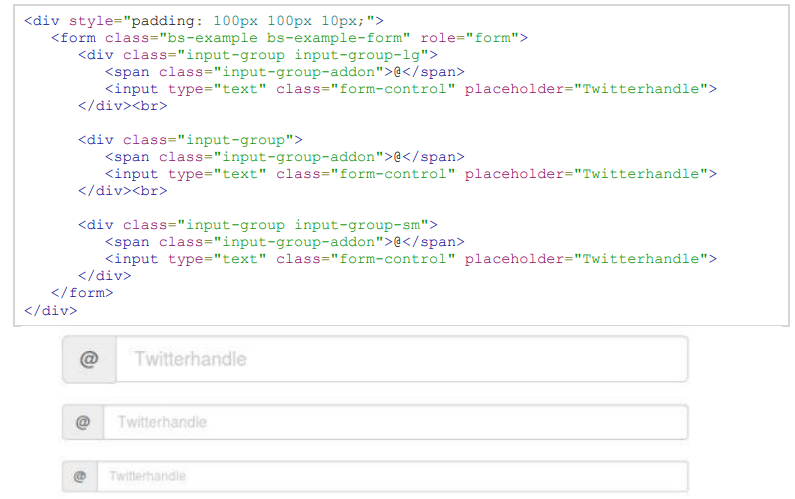 <div style="padding: 100px 100px 10px;">
<form class="bs-example bs-example-form" role="form">
<div class="input-group input-group-lg">
<span class="input-group-addon">@</span>
<input type="text" class="form-control" placeholder="Twitterhandle">
</div><br>
<div class="input-group">
<span class="input-group-addon">@</span>
<input type="text" class="form-control" placeholder="Twitterhandle">
</div><br>
<div class="input-group input-group-sm">
<span class="input-group-addon">@</span>
<input type="text" class="form-control" placeholder="Twitterhandle">
</div>
</form>
</div>
@ Twitterhandle
@ Twitterhandle
@ Twitterhandle